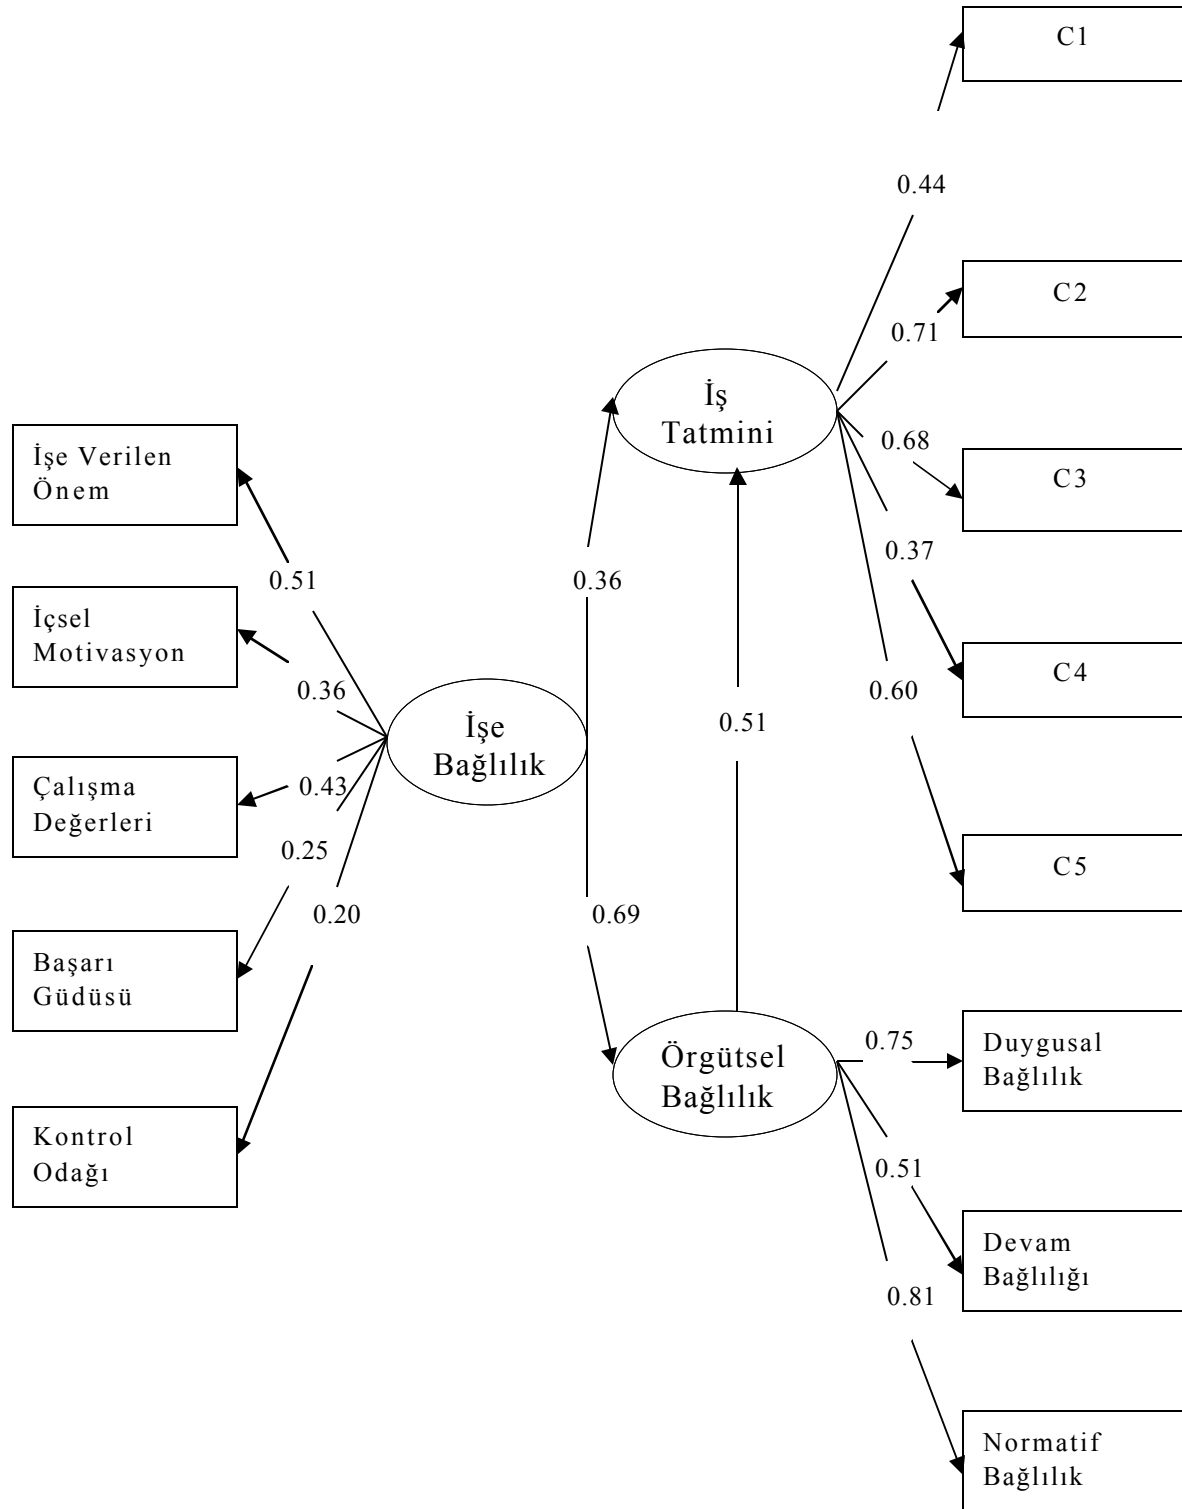 C1
0.44
C2
0.71
İş
Tatmini
0.68
C3
İşe Verilen
Önem
0.37
0.51
0.36
İçsel
Motivasyon
0.36
C4
0.60
İşe
Bağlılık
0.51
Çalışma
Değerleri
0.43
0.25
C5
0.20
0.69
Başarı
Güdüsü
Örgütsel
Bağlılık
0.75
Duygusal
Bağlılık
Kontrol
Odağı
0.51
Devam
Bağlılığı
0.81
Normatif
Bağlılık